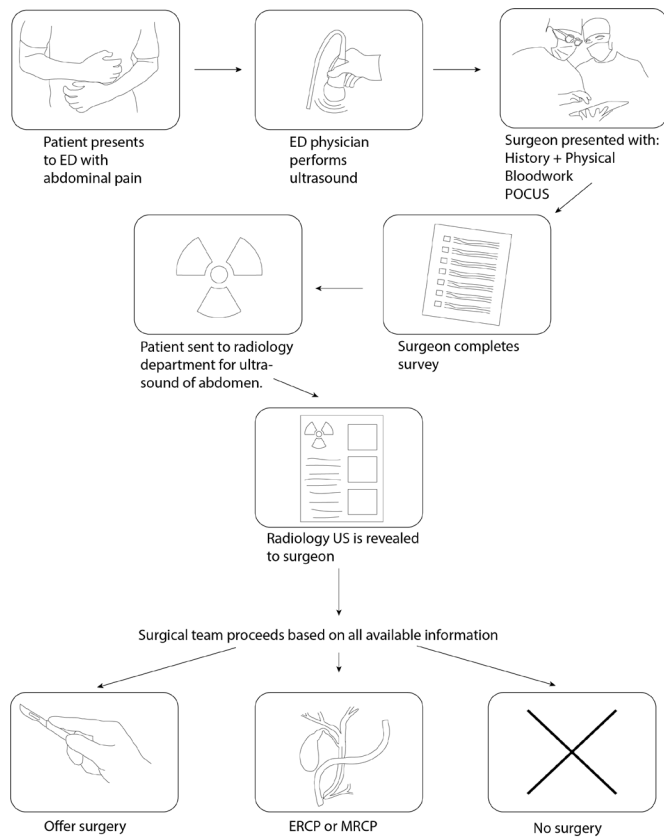 Patient presents
to ED with
abdominal pain
ED physician
performs
ultrasound
Surgeon presented with:
History + Physical
Bloodwork
POCUS
Surgeon completes
survey
Patient sent to radiology
department for ultra-
sound of abdomen.
Radiology US is revealed
to surgeon
Surgical team proceeds based on all available information
Offer surgery
ERCP or MRCP
No surgery